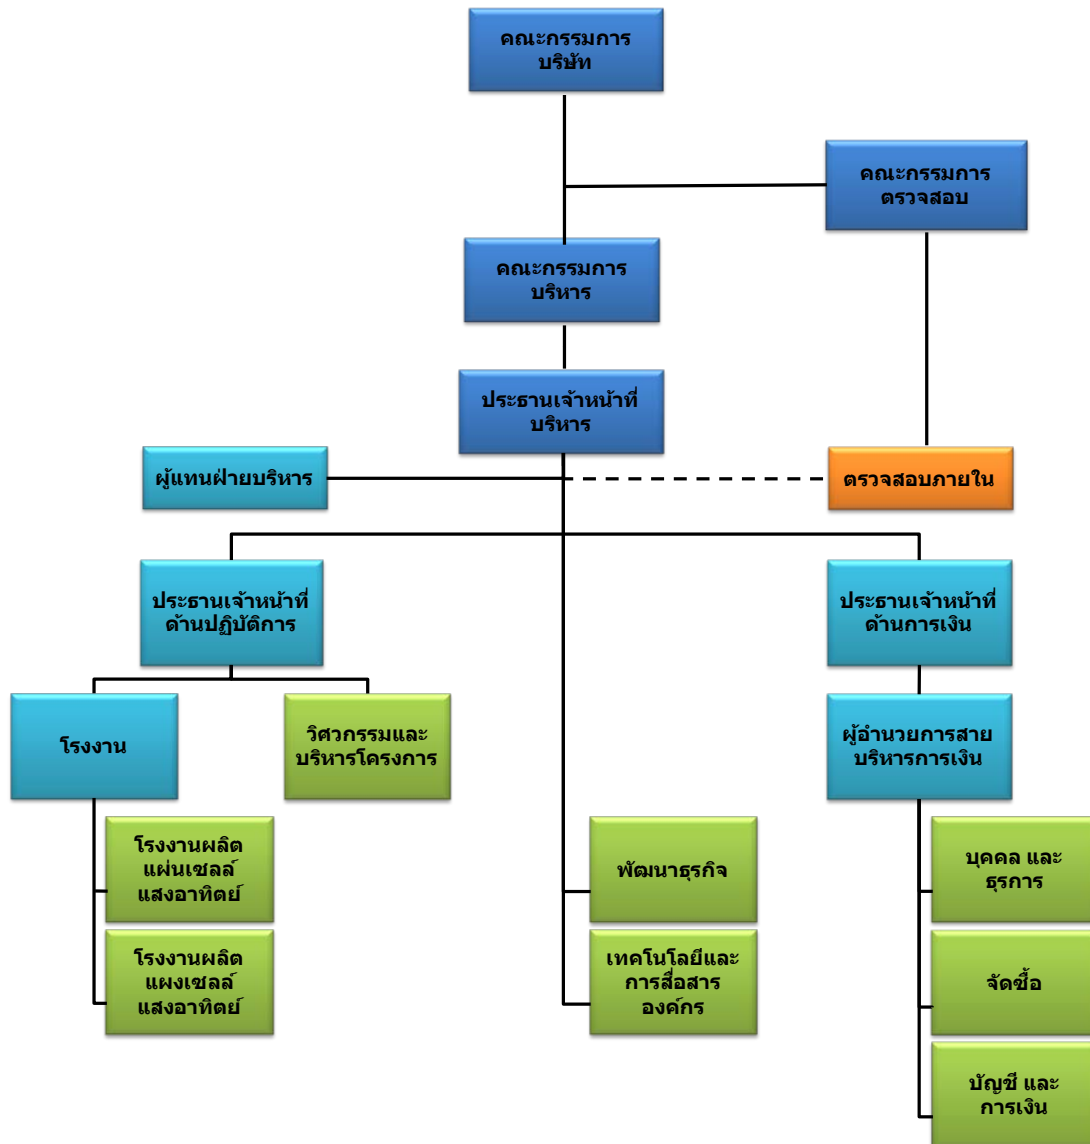 คณะกรรมการ
บริษัท
คณะกรรมการ
ตรวจสอบ
คณะกรรมการ
บริหาร
ประธานเจ้าหน้าที่
บริหาร
ผู้แทนฝ่ายบริหาร
ตรวจสอบภายใน
ประธานเจ้าหน้าที่
ด้านปฏิบัติการ
ประธานเจ้าหน้าที่
ด้านการเงิน
โรงงาน
วิศวกรรมและ
บริหารโครงการ
ผู้อำนวยการสาย
บริหารการเงิน
โรงงานผลิต
แผ่นเซลล์
แสงอาทิตย์
พัฒนาธุรกิจ
บุคคล และ
ธุรการ
โรงงานผลิต
แผงเซลล์
แสงอาทิตย์
เทคโนโลยีและ
การสื่อสาร
องค์กร
จัดซื้อ
บัญชี และ
การเงิน